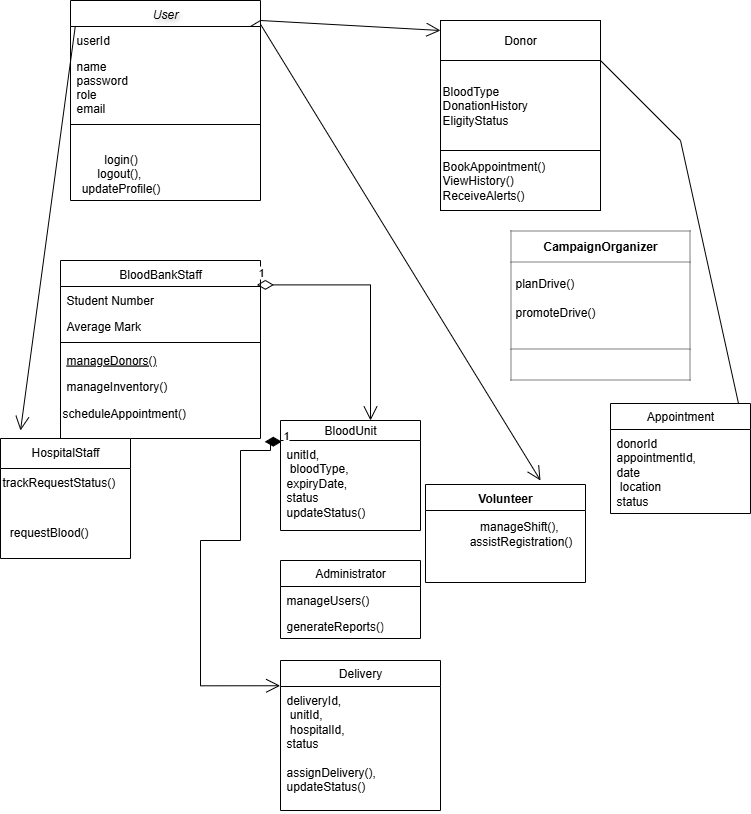 User
userId
name
password
role
email
login()
logout(),
updateProfile()
Donor
BloodType
DonationHistory
EligityStatus
BookAppointment()
ViewHistory()
ReceiveAlerts()
CampaignOrganizer
planDrive()
promoteDrive()
BloodBankStaff
1
Student Number
Average Mark
manageDonors()
manageInventory()
scheduleAppointment()
HospitalStaff
trackRequestStatus()
requestBlood()
BloodUnit
1
unitId,
bloodType,
expiryDate,
status
updateStatus()
Appointment
donorId
appointmentId,
date
location
status
Volunteer
manageShift(),
assistRegistration()
Administrator
manageUsers()
generateReports()
Delivery
deliveryId,
unitId,
hospitalId,
status
assignDelivery(),
updateStatus()